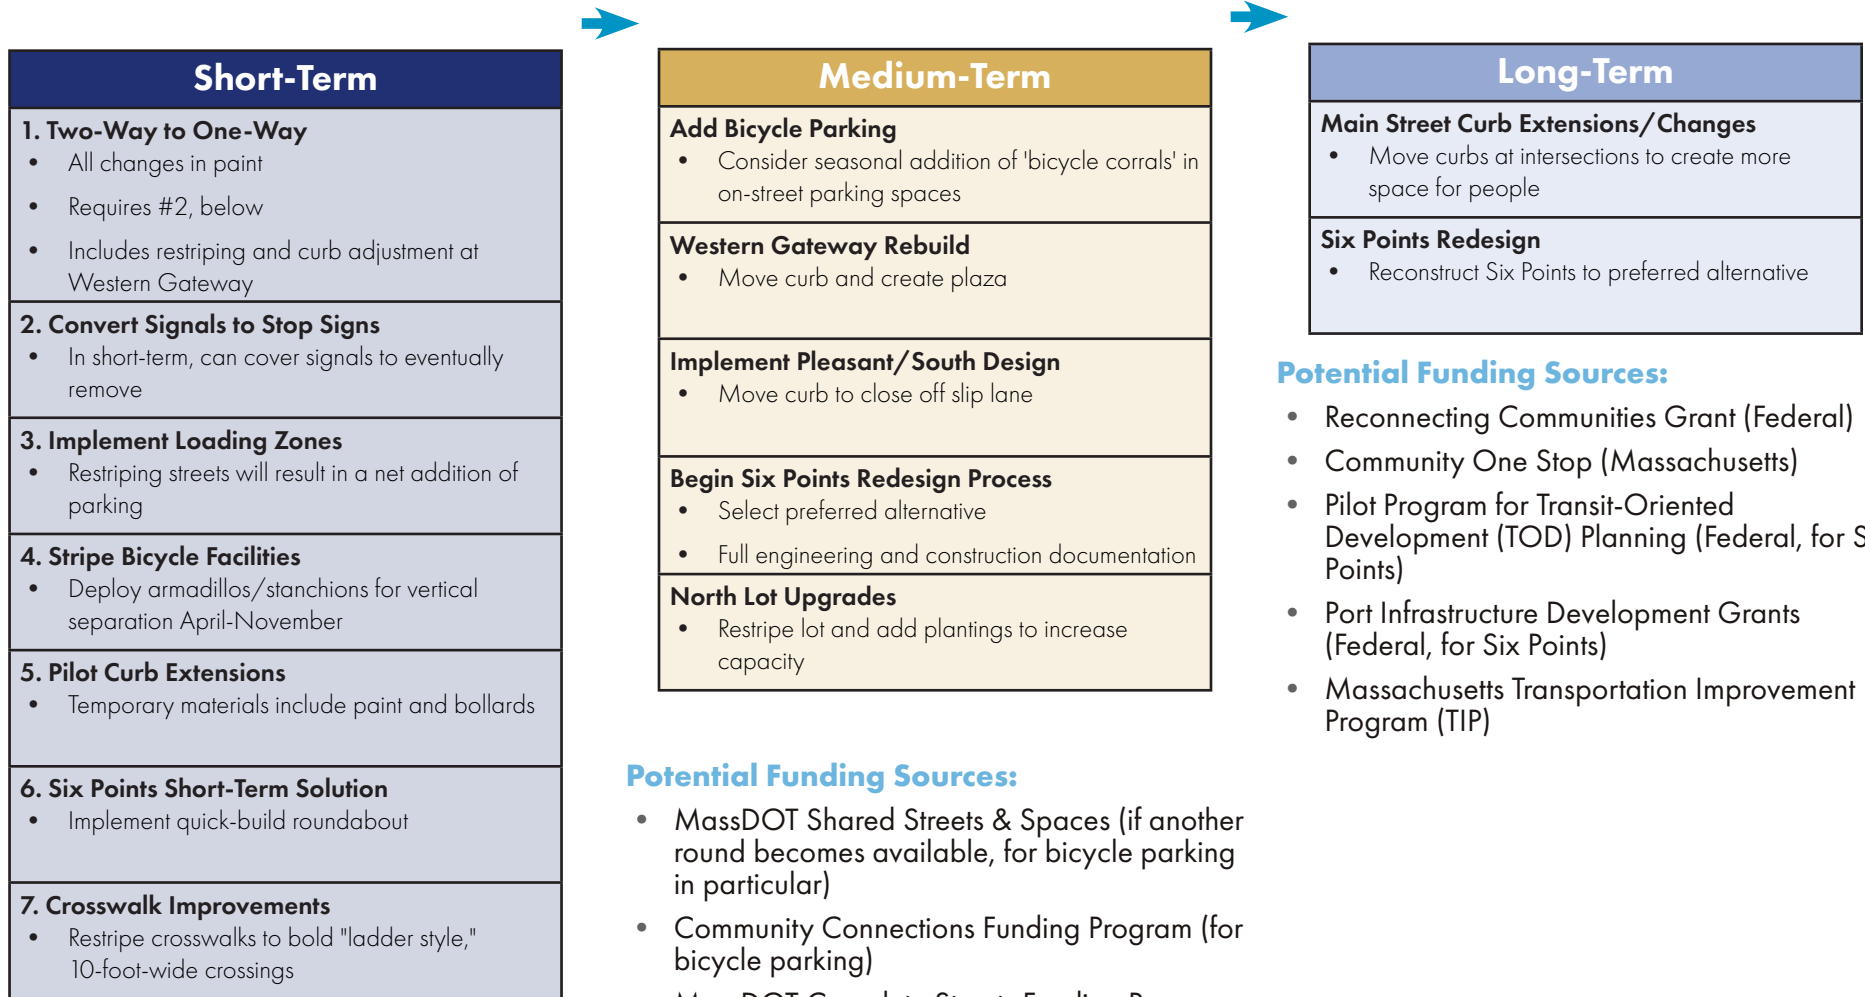 Short-Term
1. Two-Way to One-Way
• All changes in paint
• Requires #2, below
• Includes restriping and curb adjustment at
Western Gateway
2. Convert Signals to Stop Signs
• In short-term, can cover signals to eventually
remove
3. Implement Loading Zones
• Restriping streets will result in a net addition of
parking
4. Stripe Bicycle Facilities
• Deploy armadillos/stanchions for vertical
separation April-November
5. Pilot Curb Extensions
• Temporary materials include paint and bollards
6. Six Points Short-Term Solution
• Implement quick-build roundabout
7. Crosswalk Improvements
• Restripe crosswalks to bold "ladder style,"
10-foot-wide crossings
Medium-Term
Add Bicycle Parking
• Consider seasonal addition of 'bicycle corrals' in
on-street parking spaces
Western Gateway Rebuild
• Move curb and create plaza
Implement Pleasant/South Design
• Move curb to close off slip lane
Begin Six Points Redesign Process
• Select preferred alternative
• Full engineering and construction documentation
North Lot Upgrades
• Restripe lot and add plantings to increase
capacity
Potential Funding Sources:
• MassDOT Shared Streets & Spaces (if another
round becomes available, for bicycle parking
in particular)
• Community Connections Funding Program (for
bicycle parking)
Long-Term
Main Street Curb Extensions/Changes
• Move curbs at intersections to create more
space for people
Six Points Redesign
• Reconstruct Six Points to preferred alternative
Potential Funding Sources:
• Reconnecting Communities Grant (Federal)
• Community One Stop (Massachusetts)
• Pilot Program for Transit-Oriented
Development (TOD) Planning (Federal, for
Points)
• Port Infrastructure Development Grants
(Federal, for Six Points)
• Massachusetts Transportation Improvement
Program (TIP)